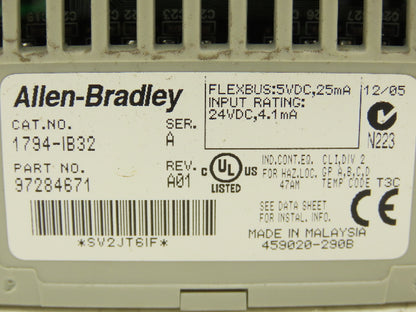 Allen-Bradley
CAT.NO. SER.
1794-IB32 A
PART NO. REV.
97284671 A01
*SV2JT6IF*
FLEXBUS:5VDC,25mA
INPUT RATING:
24VDC,4.1mA
12/05
N223
C UL US
LISTED
IND.CONT.EQ. CLI,DIV 2
FOR HAZ.LOC. GP A,B,C,D
47AM TEMP CODE T3C
SEE DATA SHEET
FOR INSTAL. INFO.
CE
MADE IN MALAYSIA
459020-290B